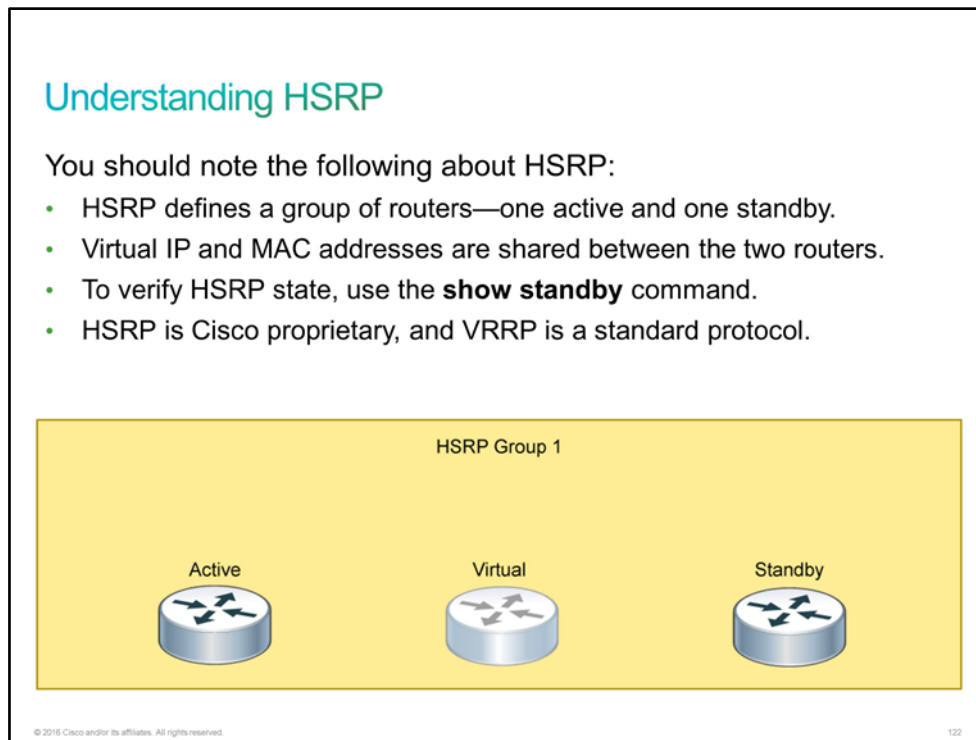 Understanding HSRP
You should note the following about HSRP:
• HSRP defines a group of routers—one active and one standby.
• Virtual IP and MAC addresses are shared between the two routers.
• To verify HSRP state, use the show standby command.
• HSRP is Cisco proprietary, and VRRP is a standard protocol.
HSRP Group 1
Active Virtual Standby
© 2016 Cisco and/or its affiliates. All rights reserved. 122